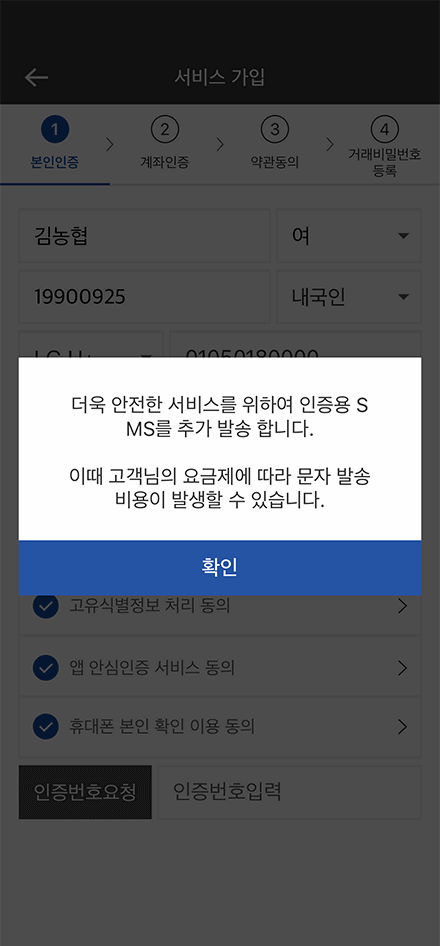 서비스 가입
1
2
3
4
본인인증
계좌인증
약관동의
거래비밀번호
등록
김농협
여
19900925
내국인
더욱 안전한 서비스를 위하여 인증용 S
MS를 추가 발송 합니다.
이때 고객님의 요금제에 따라 문자 발송
비용이 발생할 수 있습니다.
확인
고유식별정보 처리 동의
앱 안심인증 서비스 동의
휴대폰 본인 확인 이용 동의
인증번호요청
인증번호입력